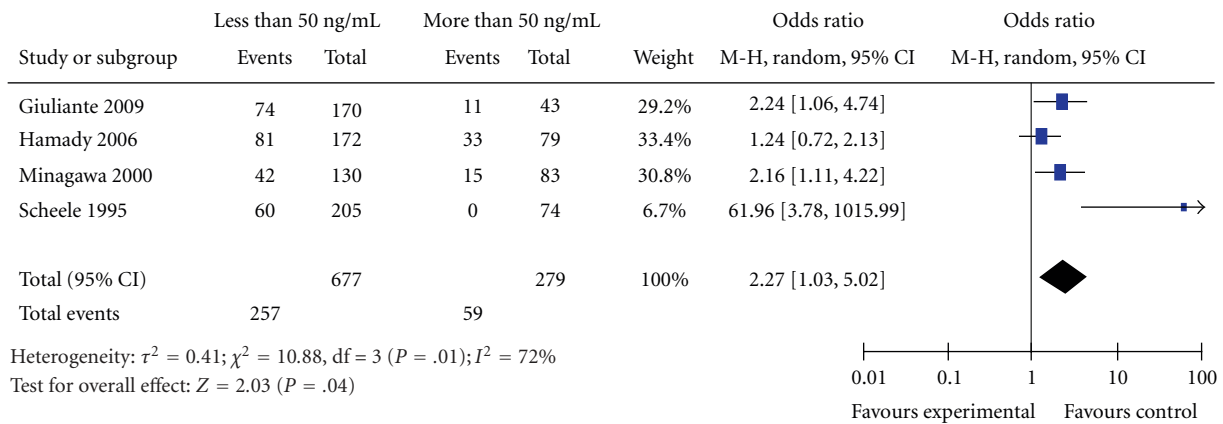 Less than 50 ng/mL More than 50 ng/mL Odds ratio Odds ratio
Study or subgroup Events Total Events Total Weight M-H, random, 95% CI M-H, random, 95% CI
Giuliante 2009 74 170 11 43 29.2% 2.24 [1.06, 4.74]
Hamady 2006 81 172 33 79 33.4% 1.24 [0.72, 2.13]
Minagawa 2000 42 130 15 83 30.8% 2.16 [1.11, 4.22]
Scheele 1995 60 205 0 74 6.7% 61.96 [3.78, 1015.99]
Total (95% CI) 677 279 100% 2.27 [1.03, 5.02]
Total events 257 59
Heterogeneity: τ² = 0.41; χ² = 10.88, df = 3 (P = .01); I² = 72%
Test for overall effect: Z = 2.03 (P = .04)
0.01 0.1 1 10 100
Favours experimental Favours control